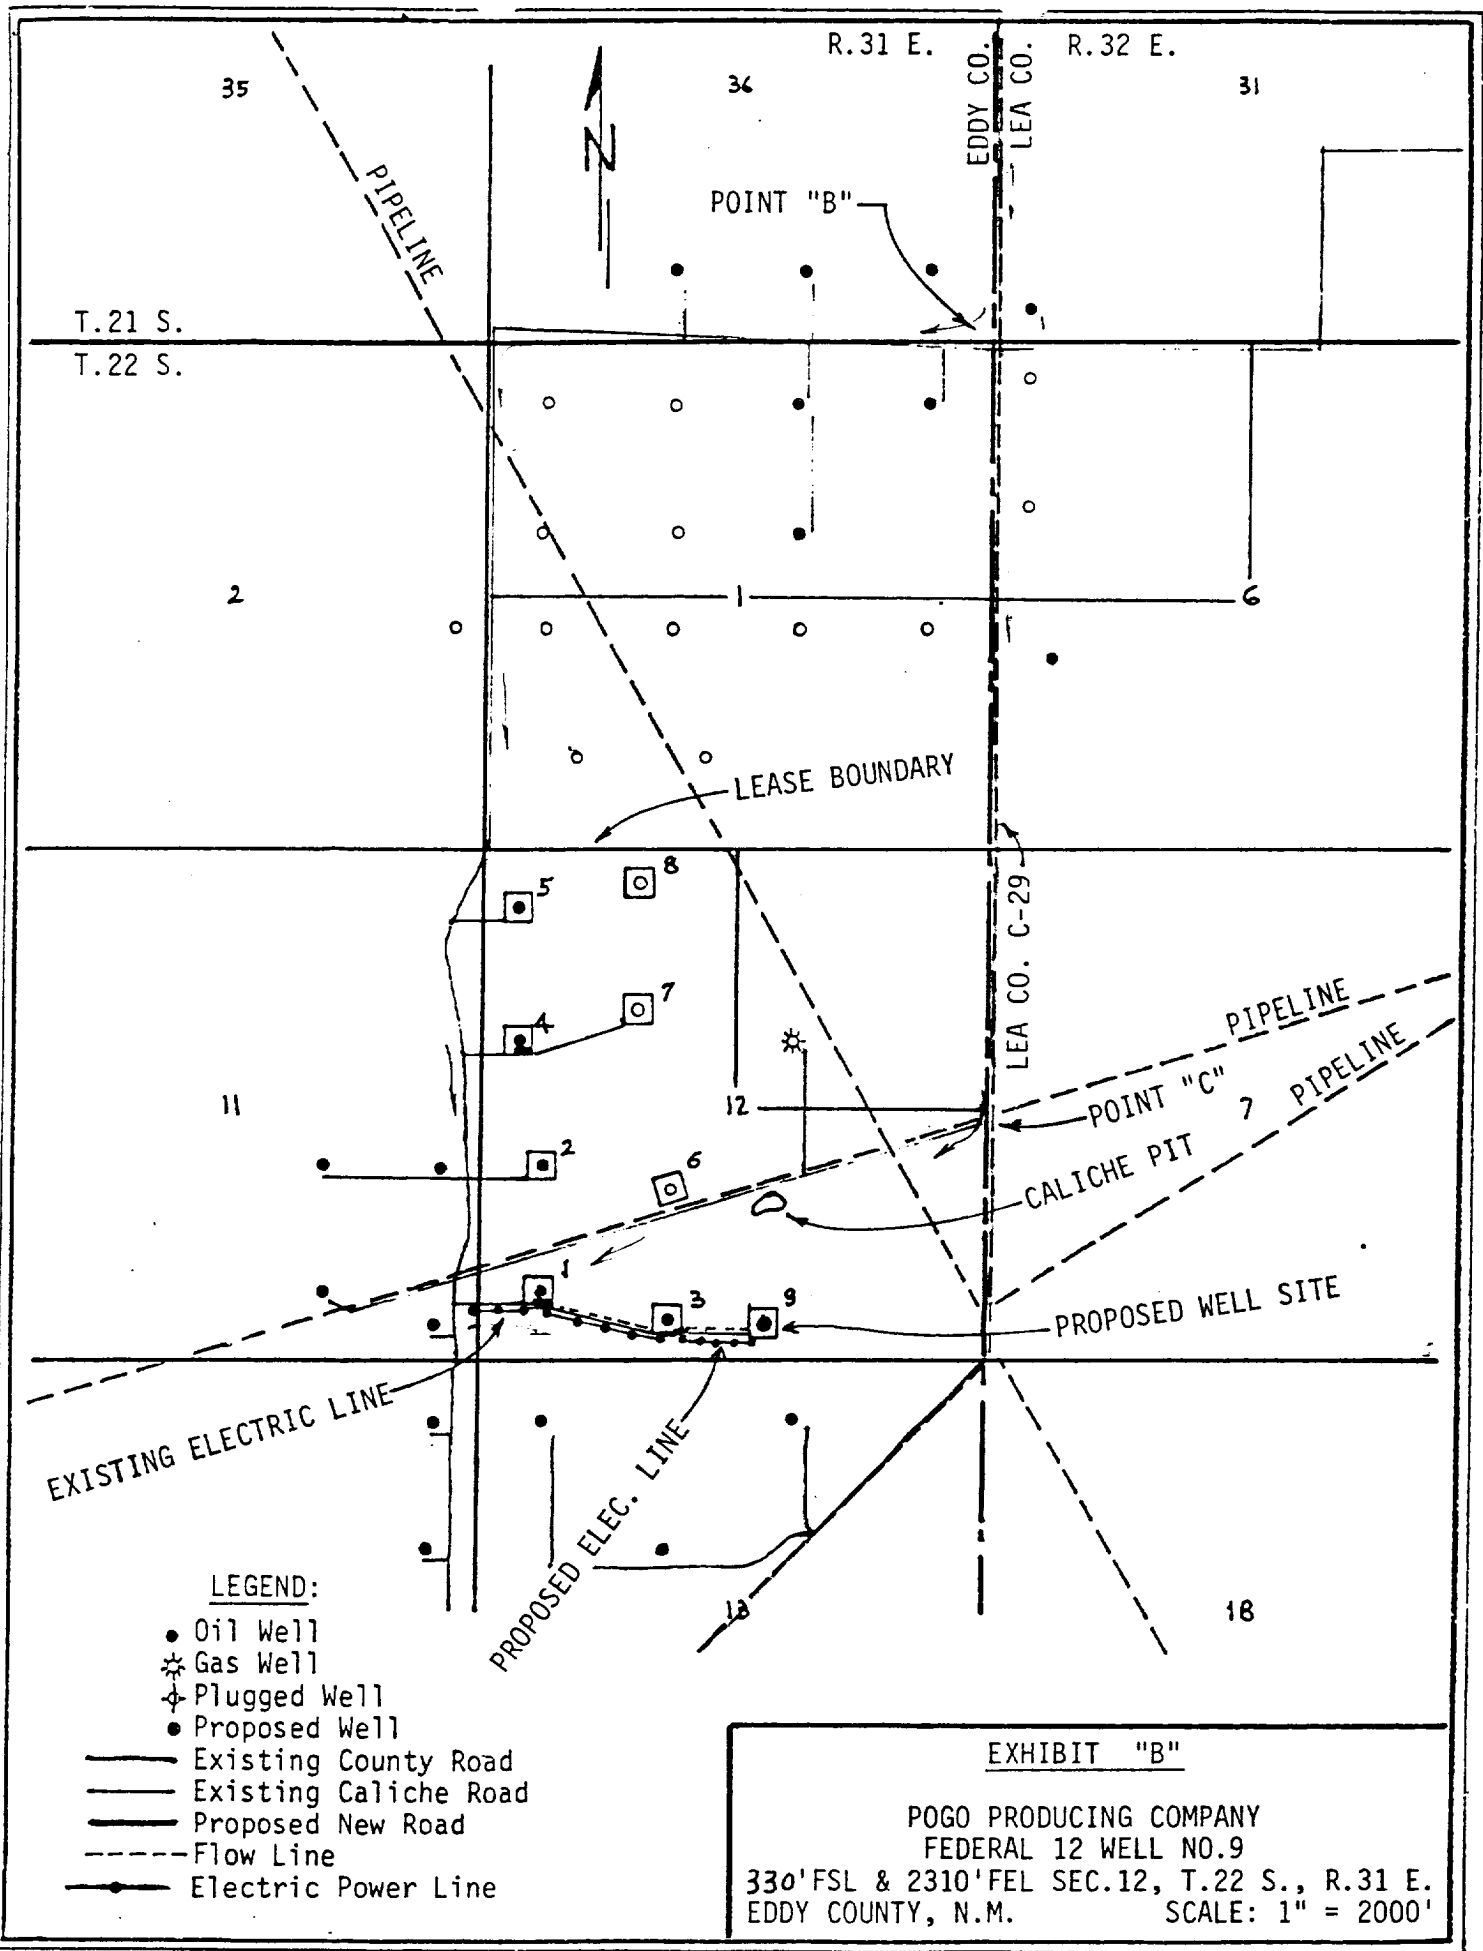 R.31 E.
R.32 E.
EDDY CO.
LEA CO.
35
36
31
N
PIPELINE
POINT "B"
T.21 S.
T.22 S.
2
1
6
LEASE BOUNDARY
5
8
LEA CO. C-29
4
7
PIPELINE
PIPELINE
11
12
POINT "C"
7
2
6
CALICHE PIT
1
3
9
PROPOSED WELL SITE
EXISTING ELECTRIC LINE
PROPOSED ELEC. LINE
13
18
LEGEND:
Oil Well
Gas Well
Plugged Well
Proposed Well
Existing County Road
Existing Caliche Road
Proposed New Road
Flow Line
Electric Power Line
EXHIBIT "B"
POGO PRODUCING COMPANY
FEDERAL 12 WELL NO.9
330'FSL & 2310'FEL SEC.12, T.22 S., R.31 E.
EDDY COUNTY, N.M. SCALE: 1" = 2000'